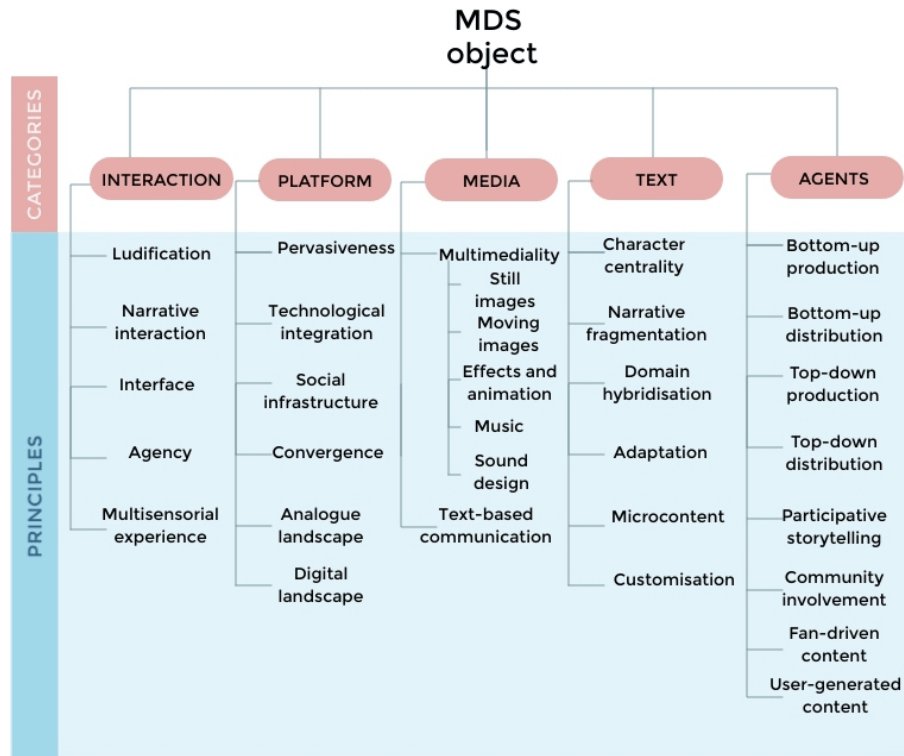 MDS
object
CATEGORIES
INTERACTION
PLATFORM
MEDIA
TEXT
AGENTS
PRINCIPLES
Ludification
Narrative
interaction
Interface
Agency
Multisensorial
experience
Pervasiveness
Technological
integration
Social
infrastructure
Convergence
Analogue
landscape
Digital
landscape
Multimediality
Still
images
Moving
images
Effects and
animation
Music
Sound
design
Text-based
communication
Character
centrality
Narrative
fragmentation
Domain
hybridisation
Adaptation
Microcontent
Customisation
Bottom-up
production
Bottom-up
distribution
Top-down
production
Top-down
distribution
Participative
storytelling
Community
involvement
Fan-driven
content
User-generated
content